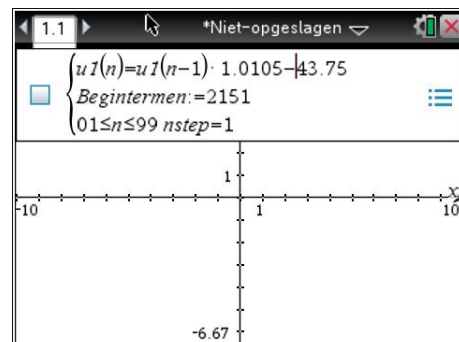 1.1 *Niet-opgeslagen
u1(n)=u1(n−1)· 1.0105−43.75
Begintermen:=2151
01≤n≤99 nstep=1
1
x
-10 1 10
-6.67